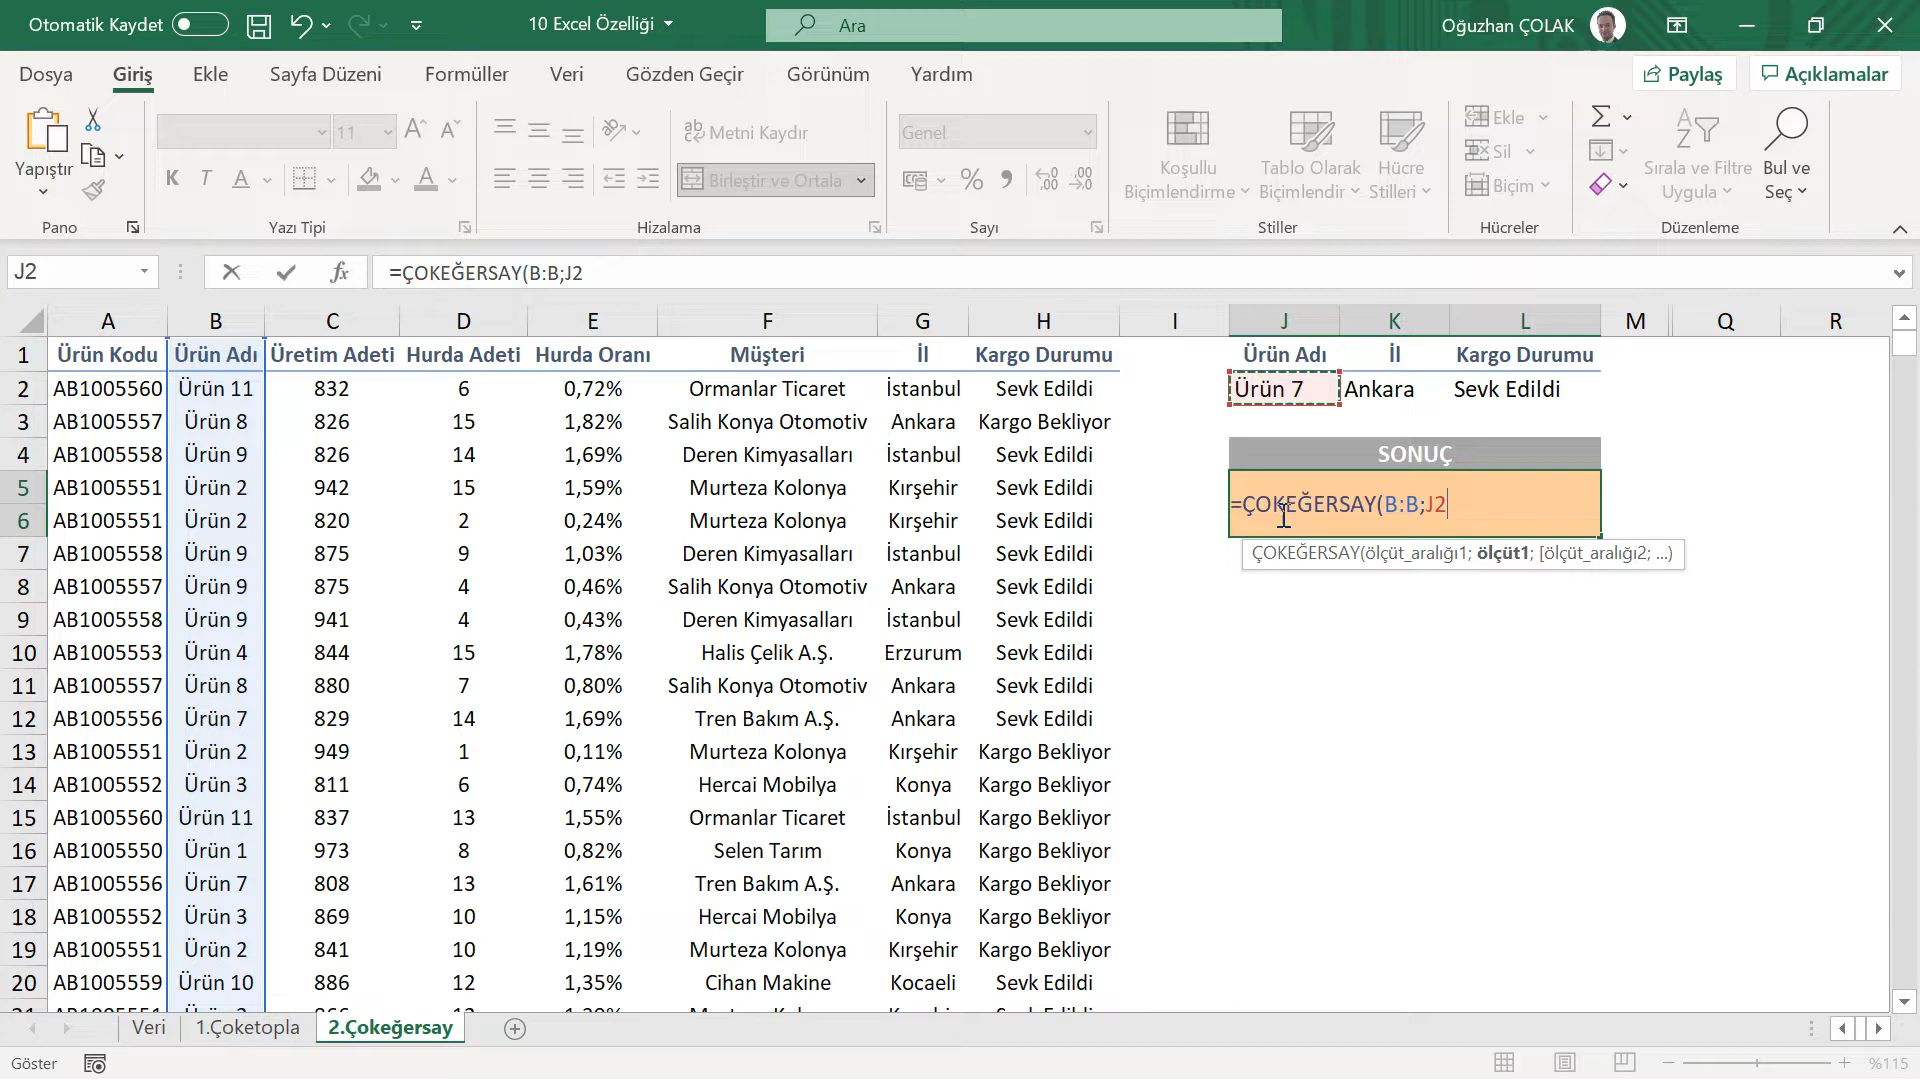 Otomatik Kaydet
10 Excel Özelliği
Ara
Oğuzhan ÇOLAK
Dosya Giriş Ekle Sayfa Düzeni Formüller Veri Gözden Geçir Görünüm Yardım
Paylaş Açıklamalar
11
ab Metni Kaydır
Genel
Ekle
Sil
Biçim
Yapıştır
K T A
Birleştir ve Ortala
Koşullu Biçimlendirme
Tablo Olarak Biçimlendir
Hücre Stilleri
Sırala ve Filtre Uygula
Bul ve Seç
Pano Yazı Tipi Hizalama Sayı Stiller Hücreler Düzenleme
J2
fx
=ÇOKEĞERSAY(B:B;J2
A B C D E F G H I J K L M Q R
1 Ürün Kodu Ürün Adı Üretim Adeti Hurda Adeti Hurda Oranı Müşteri İl Kargo Durumu Ürün Adı İl Kargo Durumu
2 AB1005560 Ürün 11 832 6 0,72% Ormanlar Ticaret İstanbul Sevk Edildi Ürün 7 Ankara Sevk Edildi
3 AB1005557 Ürün 8 826 15 1,82% Salih Konya Otomotiv Ankara Kargo Bekliyor
4 AB1005558 Ürün 9 826 14 1,69% Deren Kimyasalları İstanbul Sevk Edildi SONUÇ
5 AB1005551 Ürün 2 942 15 1,59% Murteza Kolonya Kırşehir Sevk Edildi
=ÇOKEĞERSAY(B:B;J2
6 AB1005551 Ürün 2 820 2 0,24% Murteza Kolonya Kırşehir Sevk Edildi
7 AB1005558 Ürün 9 875 9 1,03% Deren Kimyasalları İstanbul Sevk Edildi
ÇOKEĞERSAY(ölçüt_aralığı1; ölçüt1; [ölçüt_aralığı2; ...)
8 AB1005557 Ürün 9 875 4 0,46% Salih Konya Otomotiv Ankara Sevk Edildi
9 AB1005558 Ürün 9 941 4 0,43% Deren Kimyasalları İstanbul Sevk Edildi
10 AB1005553 Ürün 4 844 15 1,78% Halis Çelik A.Ş. Erzurum Sevk Edildi
11 AB1005557 Ürün 8 880 7 0,80% Salih Konya Otomotiv Ankara Sevk Edildi
12 AB1005556 Ürün 7 829 14 1,69% Tren Bakım A.Ş. Ankara Sevk Edildi
13 AB1005551 Ürün 2 949 1 0,11% Murteza Kolonya Kırşehir Kargo Bekliyor
14 AB1005552 Ürün 3 811 6 0,74% Hercai Mobilya Konya Kargo Bekliyor
15 AB1005560 Ürün 11 837 13 1,55% Ormanlar Ticaret İstanbul Kargo Bekliyor
16 AB1005550 Ürün 1 973 8 0,82% Selen Tarım Konya Kargo Bekliyor
17 AB1005556 Ürün 7 808 13 1,61% Tren Bakım A.Ş. Ankara Kargo Bekliyor
18 AB1005552 Ürün 3 869 10 1,15% Hercai Mobilya Konya Kargo Bekliyor
19 AB1005551 Ürün 2 841 10 1,19% Murteza Kolonya Kırşehir Kargo Bekliyor
20 AB1005559 Ürün 10 886 12 1,35% Cihan Makine Kocaeli Sevk Edildi
Veri 1.Çoketopla 2.Çokeğersay
Göster
%115